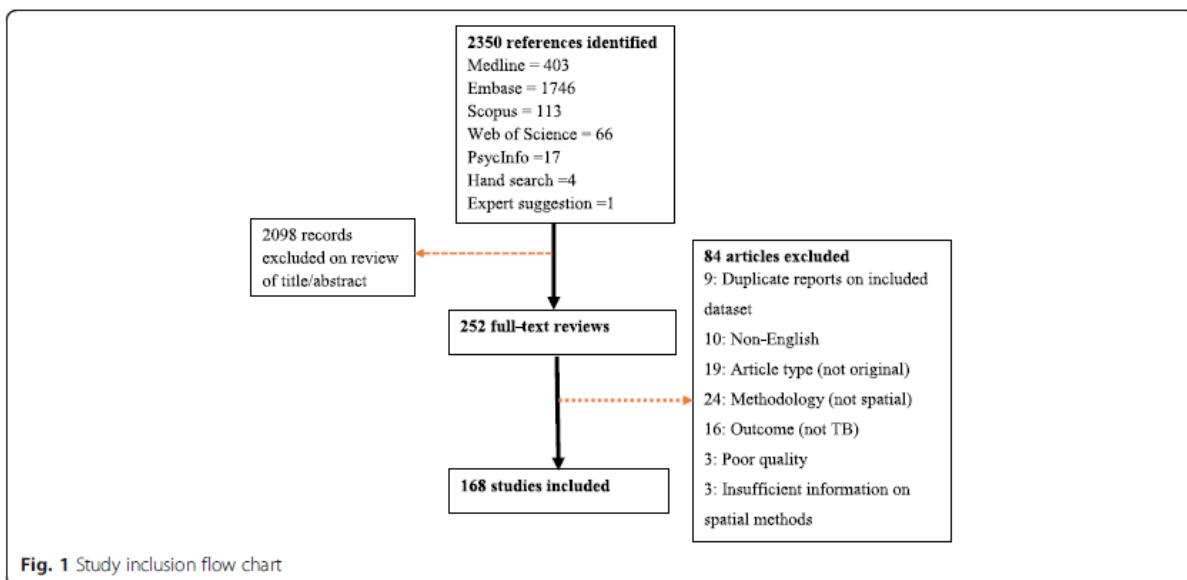 2350 references identified
Medline = 403
Embase = 1746
Scopus = 113
Web of Science = 66
PsycInfo =17
Hand search =4
Expert suggestion =1
2098 records
excluded on review
of title/abstract
84 articles excluded
9: Duplicate reports on included
dataset
10: Non-English
19: Article type (not original)
24: Methodology (not spatial)
16: Outcome (not TB)
3: Poor quality
3: Insufficient information on
spatial methods
252 full-text reviews
168 studies included
Fig. 1 Study inclusion flow chart